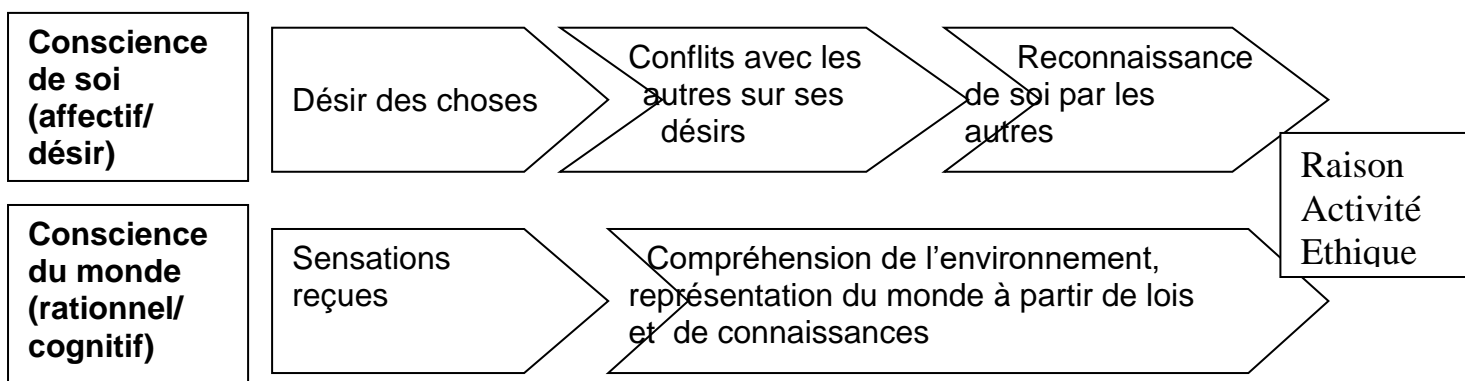 Conscience
de soi
(affectif/
désir)
Désir des choses
Conflits avec les
autres sur ses
désirs
Reconnaissance
de soi par les
autres
Raison
Activité
Ethique
Conscience
du monde
(rationnel/
cognitif)
Sensations
reçues
Compréhension de l’environnement,
représentation du monde à partir de lois
et de connaissances